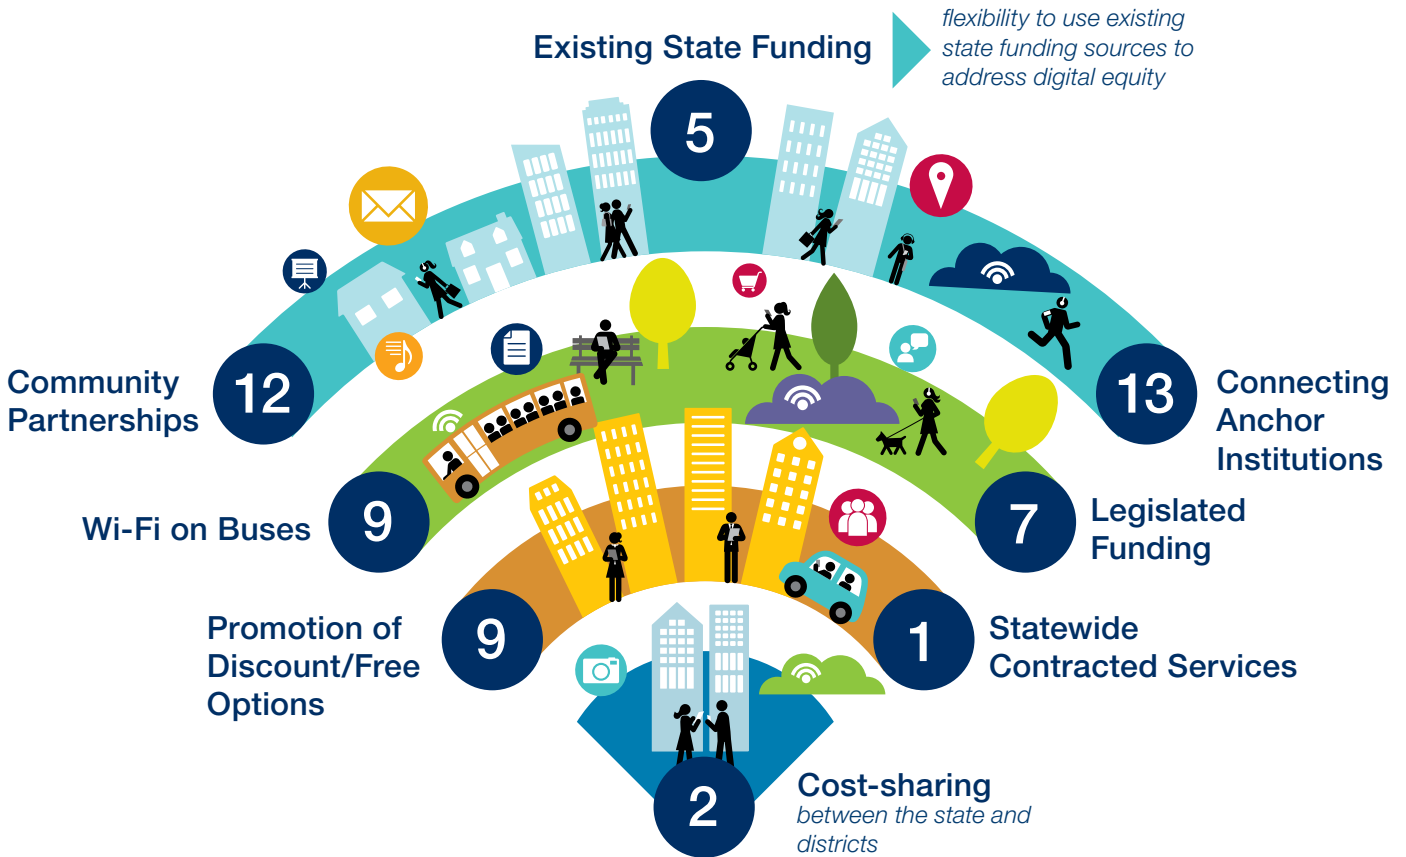 Existing State Funding
flexibility to use existing
state funding sources to
address digital equity
5
Community
Partnerships
12
13
Connecting
Anchor
Institutions
Wi-Fi on Buses
9
7
Legislated
Funding
Promotion of
Discount/Free
Options
9
1
Statewide
Contracted Services
2
Cost-sharing
between the state and
districts